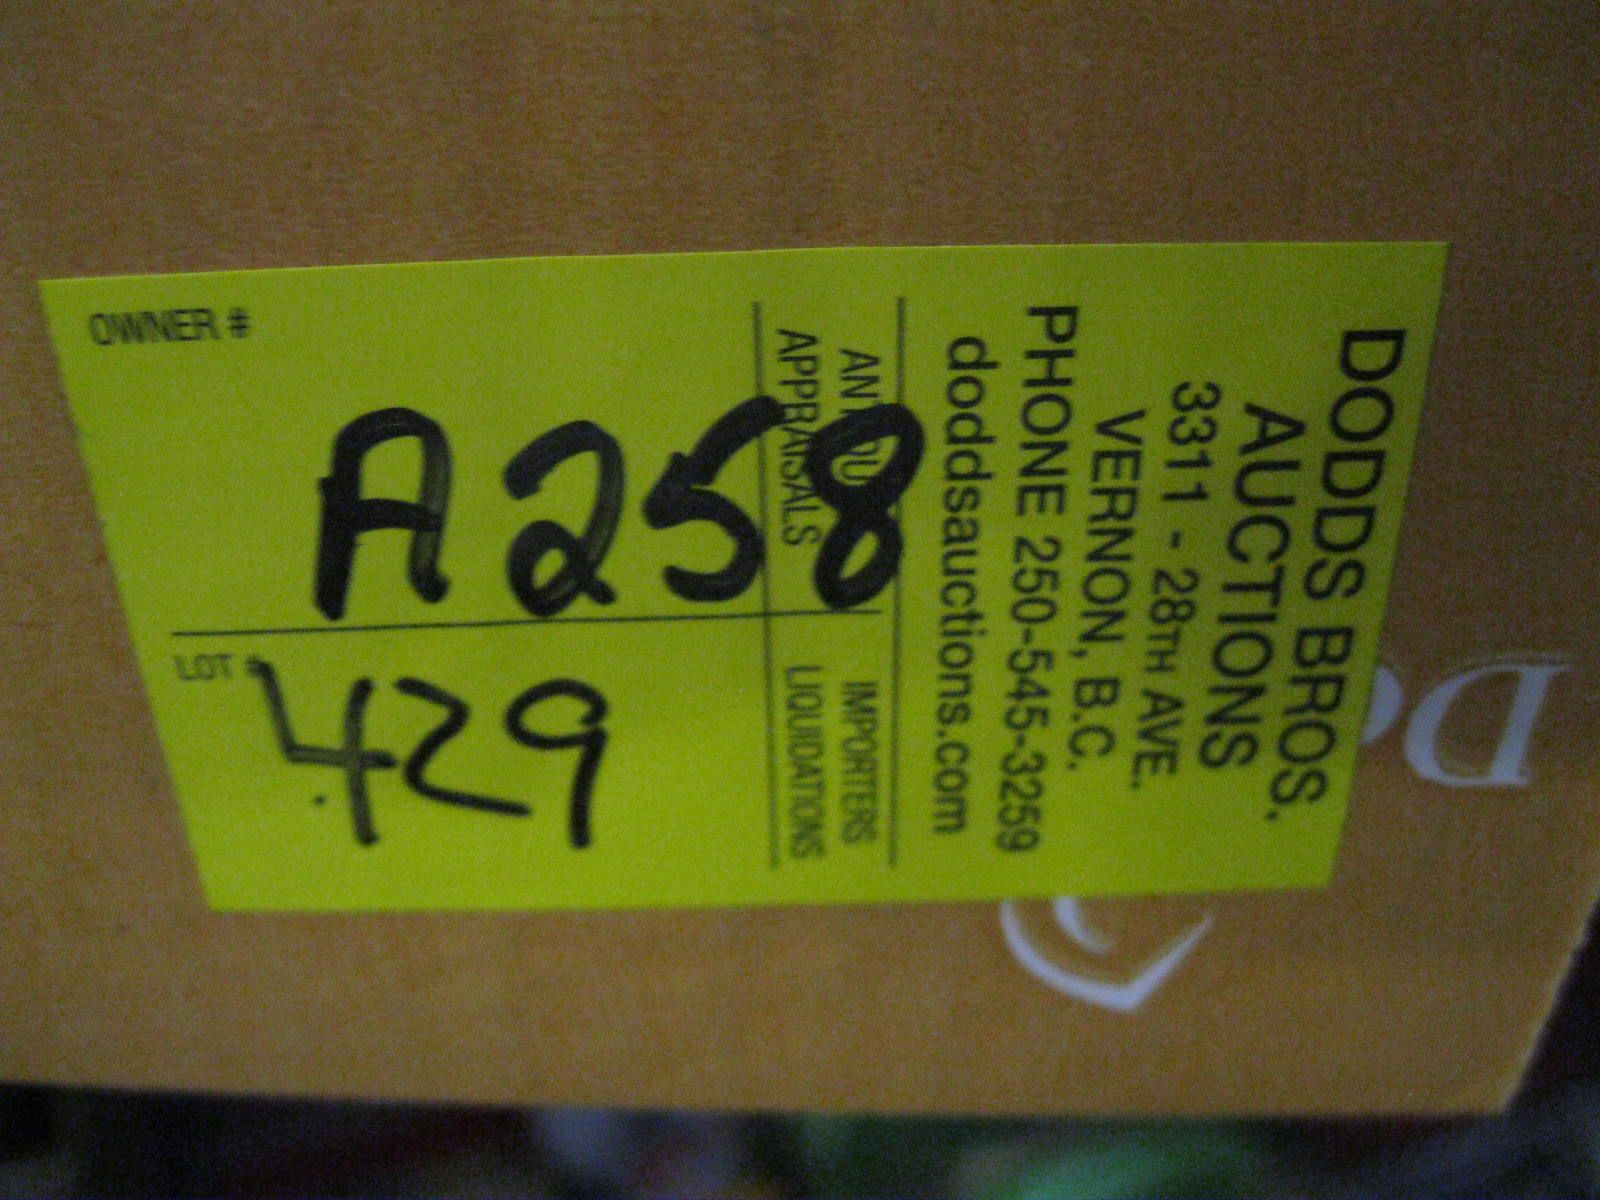 DODDS BROS.
AUCTIONS
3311 - 28TH AVE.
VERNON, B.C.
PHONE 250-545-3259
doddsauctions.com
IMPORTERS
APPRAISALS LIQUIDATIONS
OWNER #
A258
LOT #
429